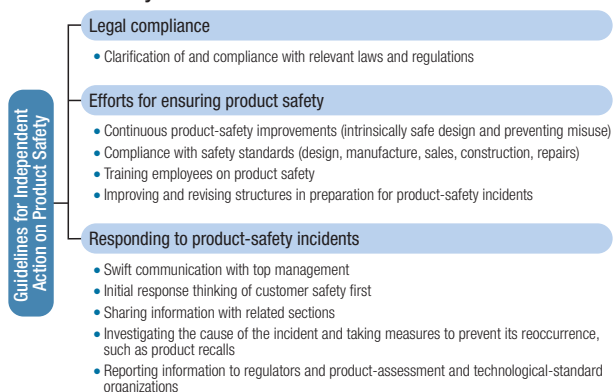 Legal compliance
• Clarification of and compliance with relevant laws and regulations
Guidelines for Independent
Action on Product Safety
Efforts for ensuring product safety
• Continuous product-safety improvements (intrinsically safe design and preventing misuse)
• Compliance with safety standards (design, manufacture, sales, construction, repairs)
• Training employees on product safety
• Improving and revising structures in preparation for product-safety incidents
Responding to product-safety incidents
• Swift communication with top management
• Initial response thinking of customer safety first
• Sharing information with related sections
• Investigating the cause of the incident and taking measures to prevent its reoccurrence,
such as product recalls
• Reporting information to regulators and product-assessment and technological-standard
organizations